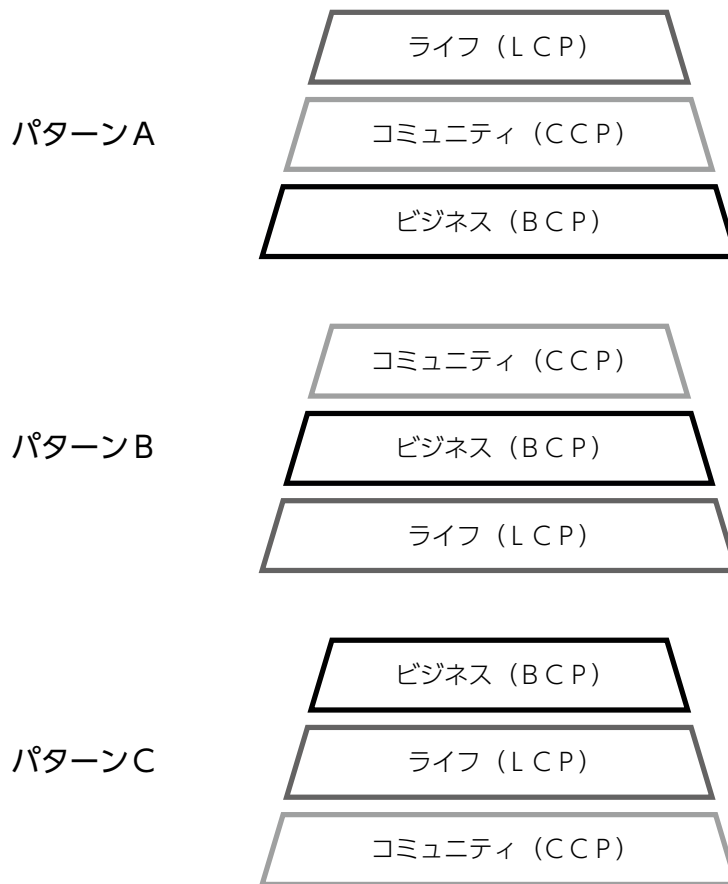 ライフ（ＬＣＰ）
パターンA
コミュニティ（ＣＣＰ）
ビジネス（ＢＣＰ）
コミュニティ（ＣＣＰ）
パターンB
ビジネス（ＢＣＰ）
ライフ（ＬＣＰ）
ビジネス（ＢＣＰ）
パターンC
ライフ（ＬＣＰ）
コミュニティ（ＣＣＰ）